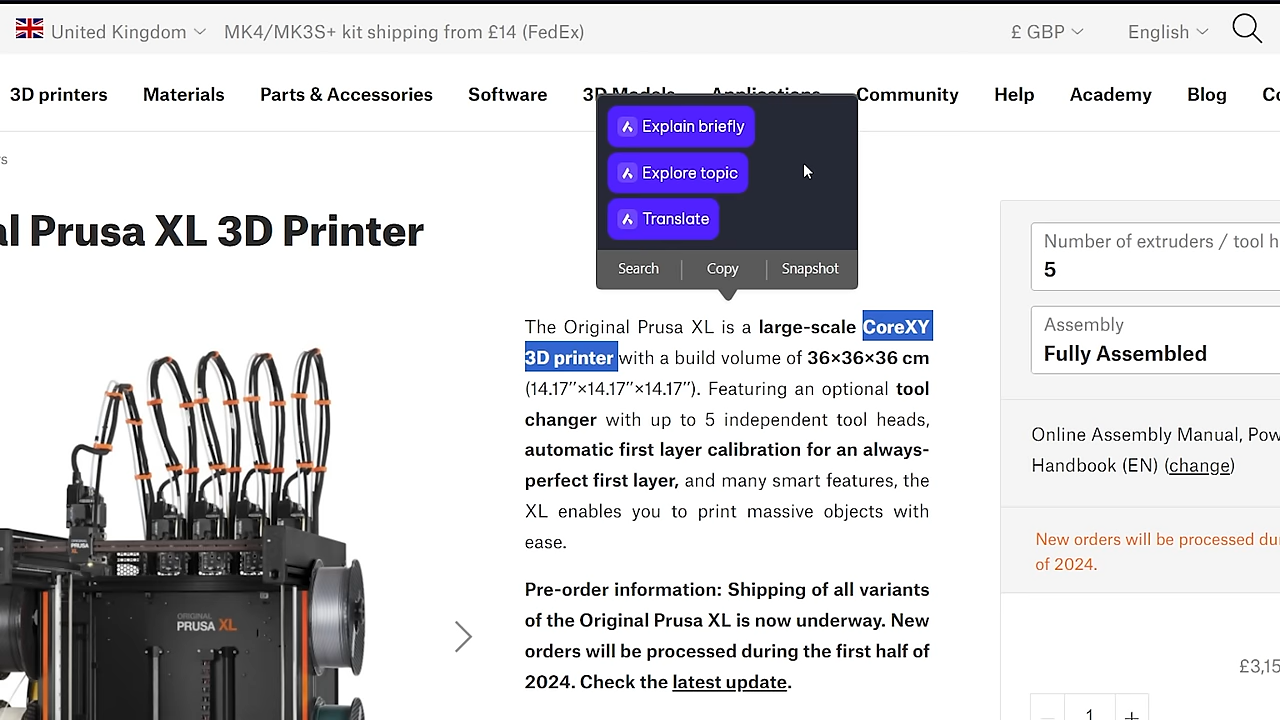 United Kingdom MK4/MK3S+ kit shipping from £14 (FedEx) £ GBP English
3D printers Materials Parts & Accessories Software 3D Models Applications Community Help Academy Blog
Explain briefly
Explore topic
Translate
Search Copy Snapshot
Prusa XL 3D Printer
The Original Prusa XL is a large-scale CoreXY
3D printer with a build volume of 36×36×36 cm
(14.17″×14.17″×14.17″). Featuring an optional tool
changer with up to 5 independent tool heads,
automatic first layer calibration for an always-
perfect first layer, and many smart features, the
XL enables you to print massive objects with
ease.
Pre-order information: Shipping of all variants
of the Original Prusa XL is now underway. New
orders will be processed during the first half of
2024. Check the latest update.
ORIGINAL
PRUSA XL
Number of extruders / tool
5
Assembly
Fully Assembled
Online Assembly Manual,
Handbook (EN) (change)
New orders will be processed
of 2024.
1